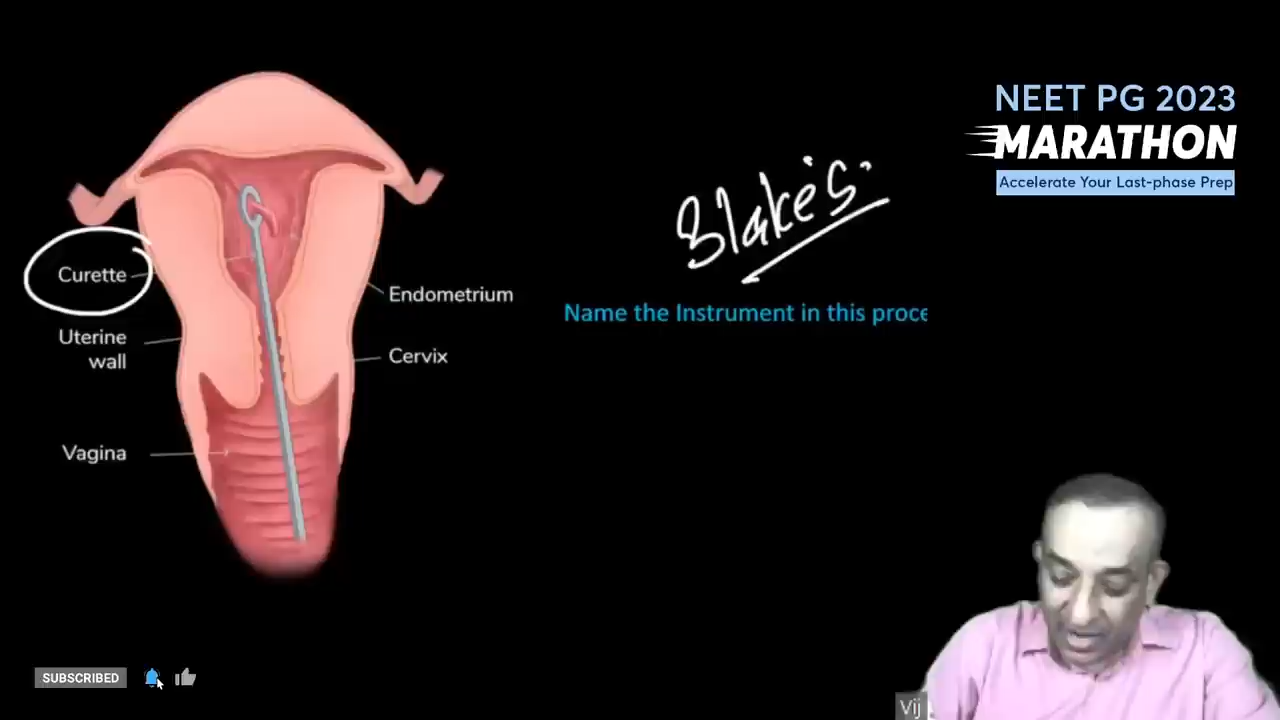 NEET PG 2023
MARATHON
Accelerate Your Last-phase Prep
Blake's
Curette
Endometrium
Name the Instrument in this proce
Uterine
wall
Cervix
Vagina
SUBSCRIBED
Vij